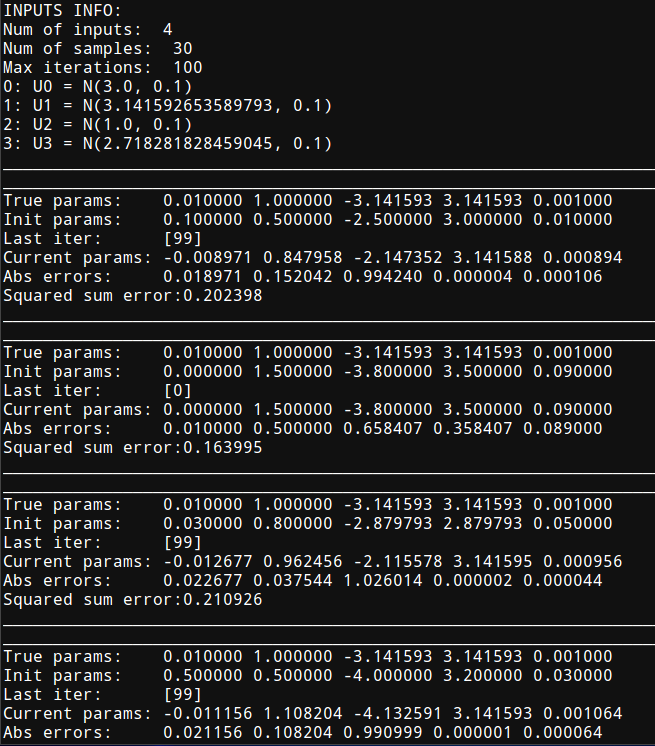 INPUTS INFO:
Num of inputs:  4
Num of samples:  30
Max iterations:  100
0: U0 = N(3.0, 0.1)
1: U1 = N(3.141592653589793, 0.1)
2: U2 = N(1.0, 0.1)
3: U3 = N(2.718281828459045, 0.1)
True params:    0.010000 1.000000 -3.141593 3.141593 0.001000
Init params:    0.100000 0.500000 -2.500000 3.000000 0.010000
Last iter:      [99]
Current params: -0.008971 0.847958 -2.147352 3.141588 0.000894
Abs errors:     0.018971 0.152042 0.994240 0.000004 0.000106
Squared sum error:0.202398
True params:    0.010000 1.000000 -3.141593 3.141593 0.001000
Init params:    0.000000 1.500000 -3.800000 3.500000 0.090000
Last iter:      [0]
Current params: 0.000000 1.500000 -3.800000 3.500000 0.090000
Abs errors:     0.010000 0.500000 0.658407 0.358407 0.089000
Squared sum error:0.163995
True params:    0.010000 1.000000 -3.141593 3.141593 0.001000
Init params:    0.030000 0.800000 -2.879793 2.879793 0.050000
Last iter:      [99]
Current params: -0.012677 0.962456 -2.115578 3.141595 0.000956
Abs errors:     0.022677 0.037544 1.026014 0.000002 0.000044
Squared sum error:0.210926
True params:    0.010000 1.000000 -3.141593 3.141593 0.001000
Init params:    0.500000 0.500000 -4.000000 3.200000 0.030000
Last iter:      [99]
Current params: -0.011156 1.108204 -4.132591 3.141593 0.001064
Abs errors:     0.021156 0.108204 0.990999 0.000001 0.000064